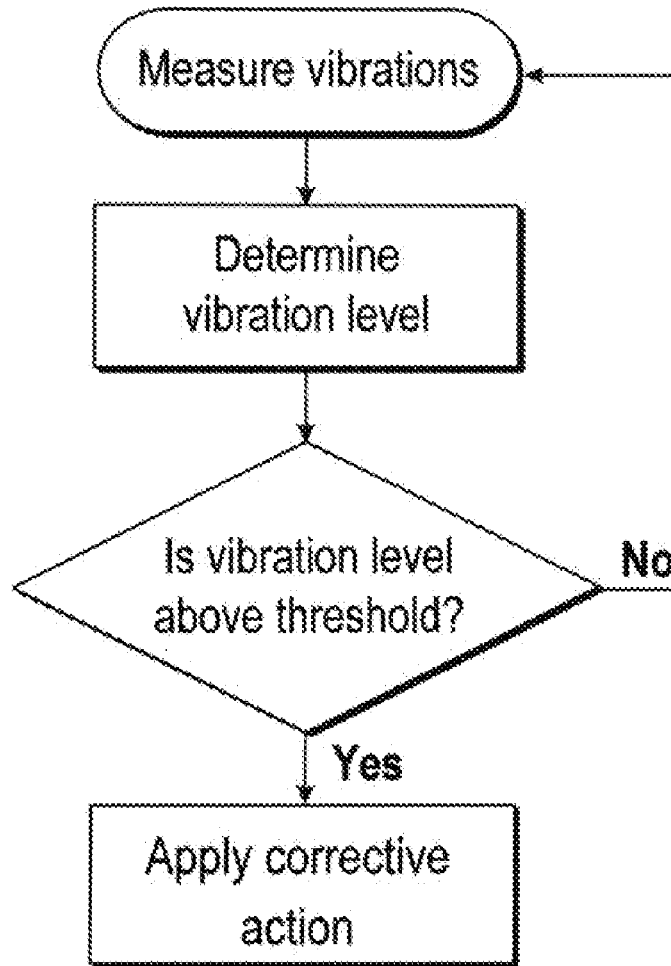 Measure vibrations
Determine
vibration level
Is vibration level
above threshold?
No
Yes
Apply corrective
action